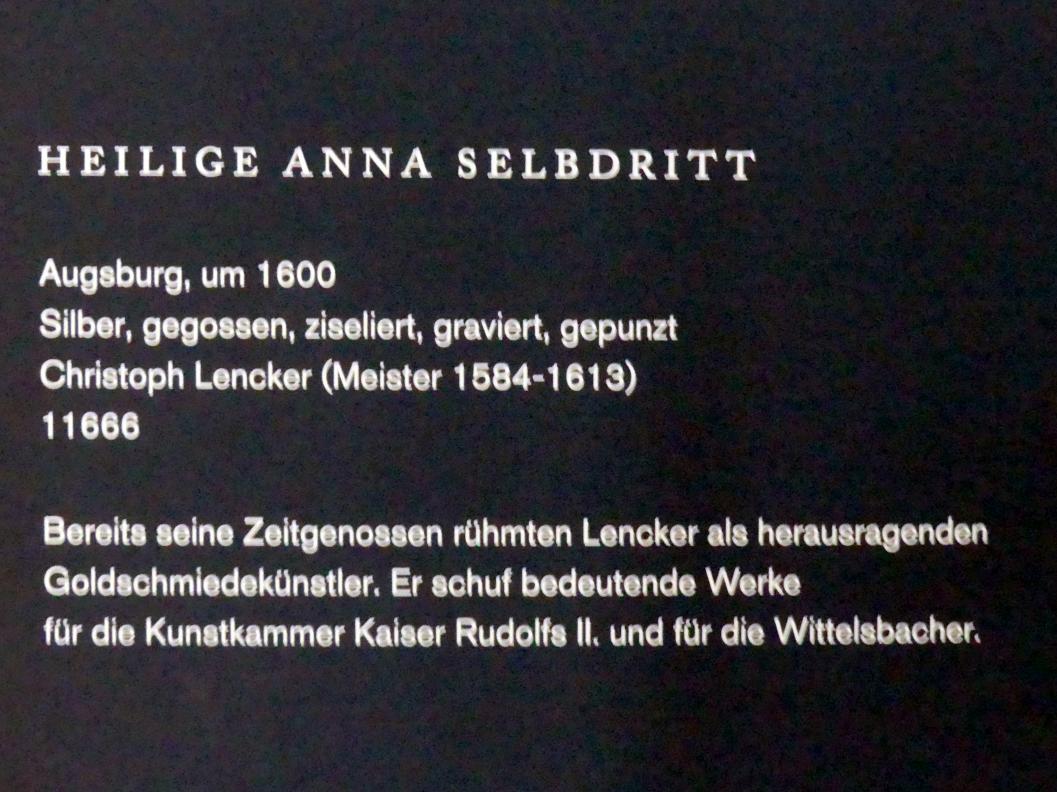 HEILIGE ANNA SELBDRITT
Augsburg, um 1600
Silber, gegossen, ziseliert, graviert, gepunzt
Christoph Lencker (Meister 1584-1613)
11666
Bereits seine Zeitgenossen rühmten Lencker als herausragenden
Goldschmiedekünstler. Er schuf bedeutende Werke
für die Kunstkammer Kaiser Rudolfs II. und für die Wittelsbacher.